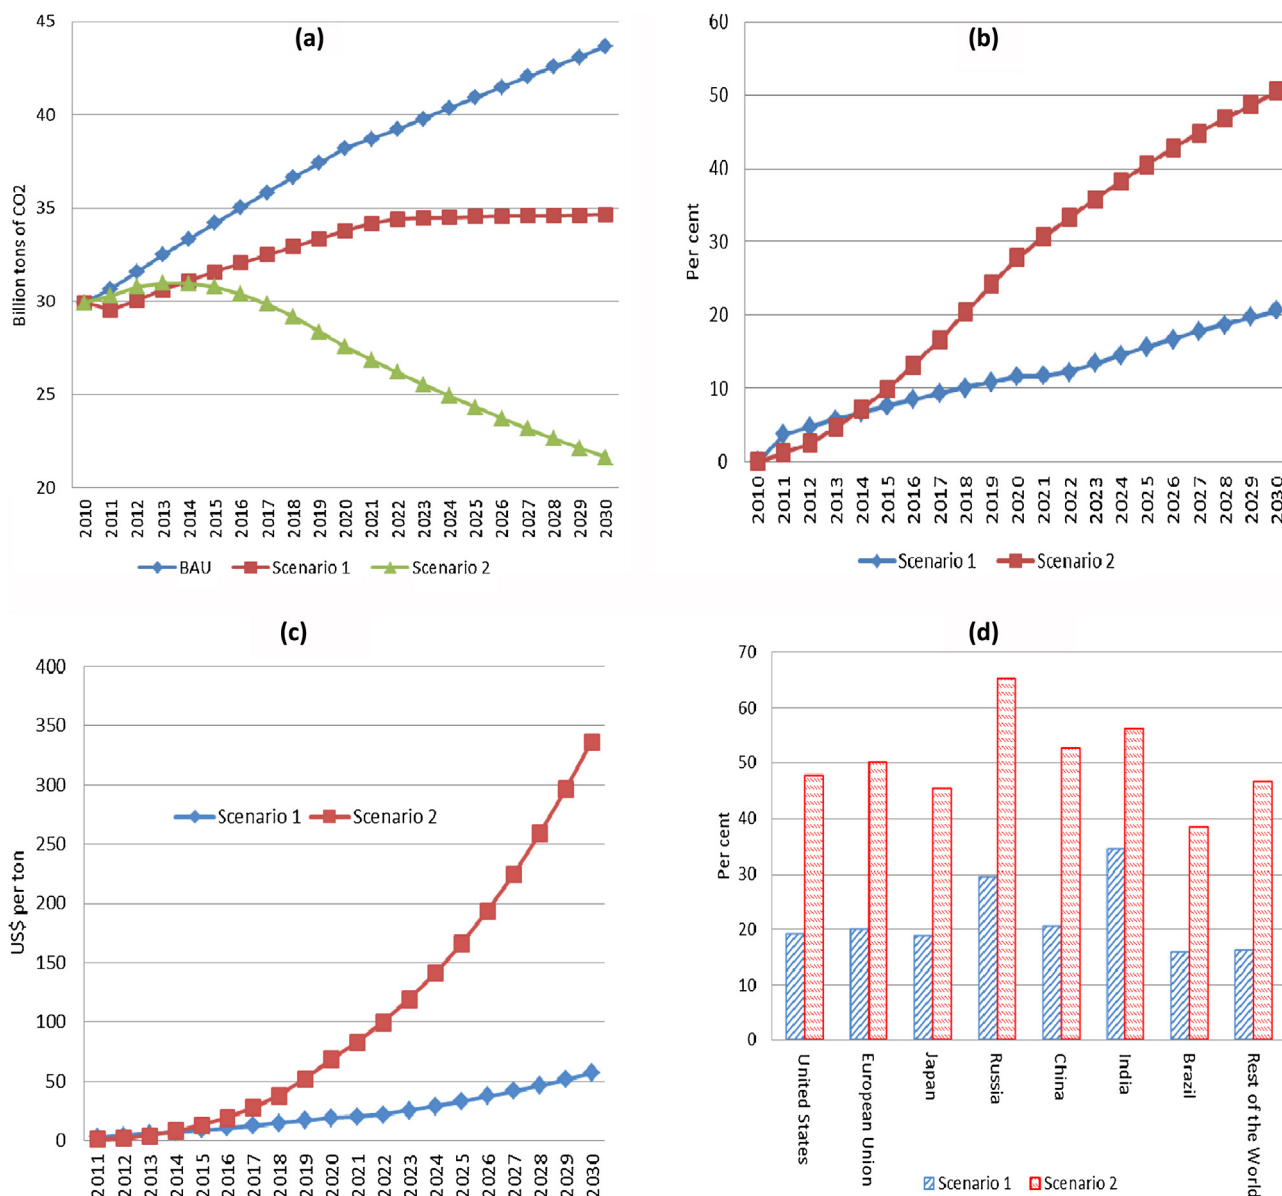 (a)
45
40
35
30
25
20
Billion tons of CO2
2010 2011 2012 2013 2014 2015 2016 2017 2018 2019 2020 2021 2022 2023 2024 2025 2026 2027 2028 2029 2030
BAU Scenario 1 Scenario 2
(b)
60
50
40
30
20
10
0
Per cent
2010 2011 2012 2013 2014 2015 2016 2017 2018 2019 2020 2021 2022 2023 2024 2025 2026 2027 2028 2029 2030
Scenario 1 Scenario 2
(c)
400
350
300
250
200
150
100
50
0
US$ per ton
Scenario 1 Scenario 2
2011 2012 2013 2014 2015 2016 2017 2018 2019 2020 2021 2022 2023 2024 2025 2026 2027 2028 2029 2030
(d)
70
60
50
40
30
20
10
0
Per cent
United States
European Union
Japan
Russia
China
India
Brazil
Rest of the World
Scenario 1 Scenario 2